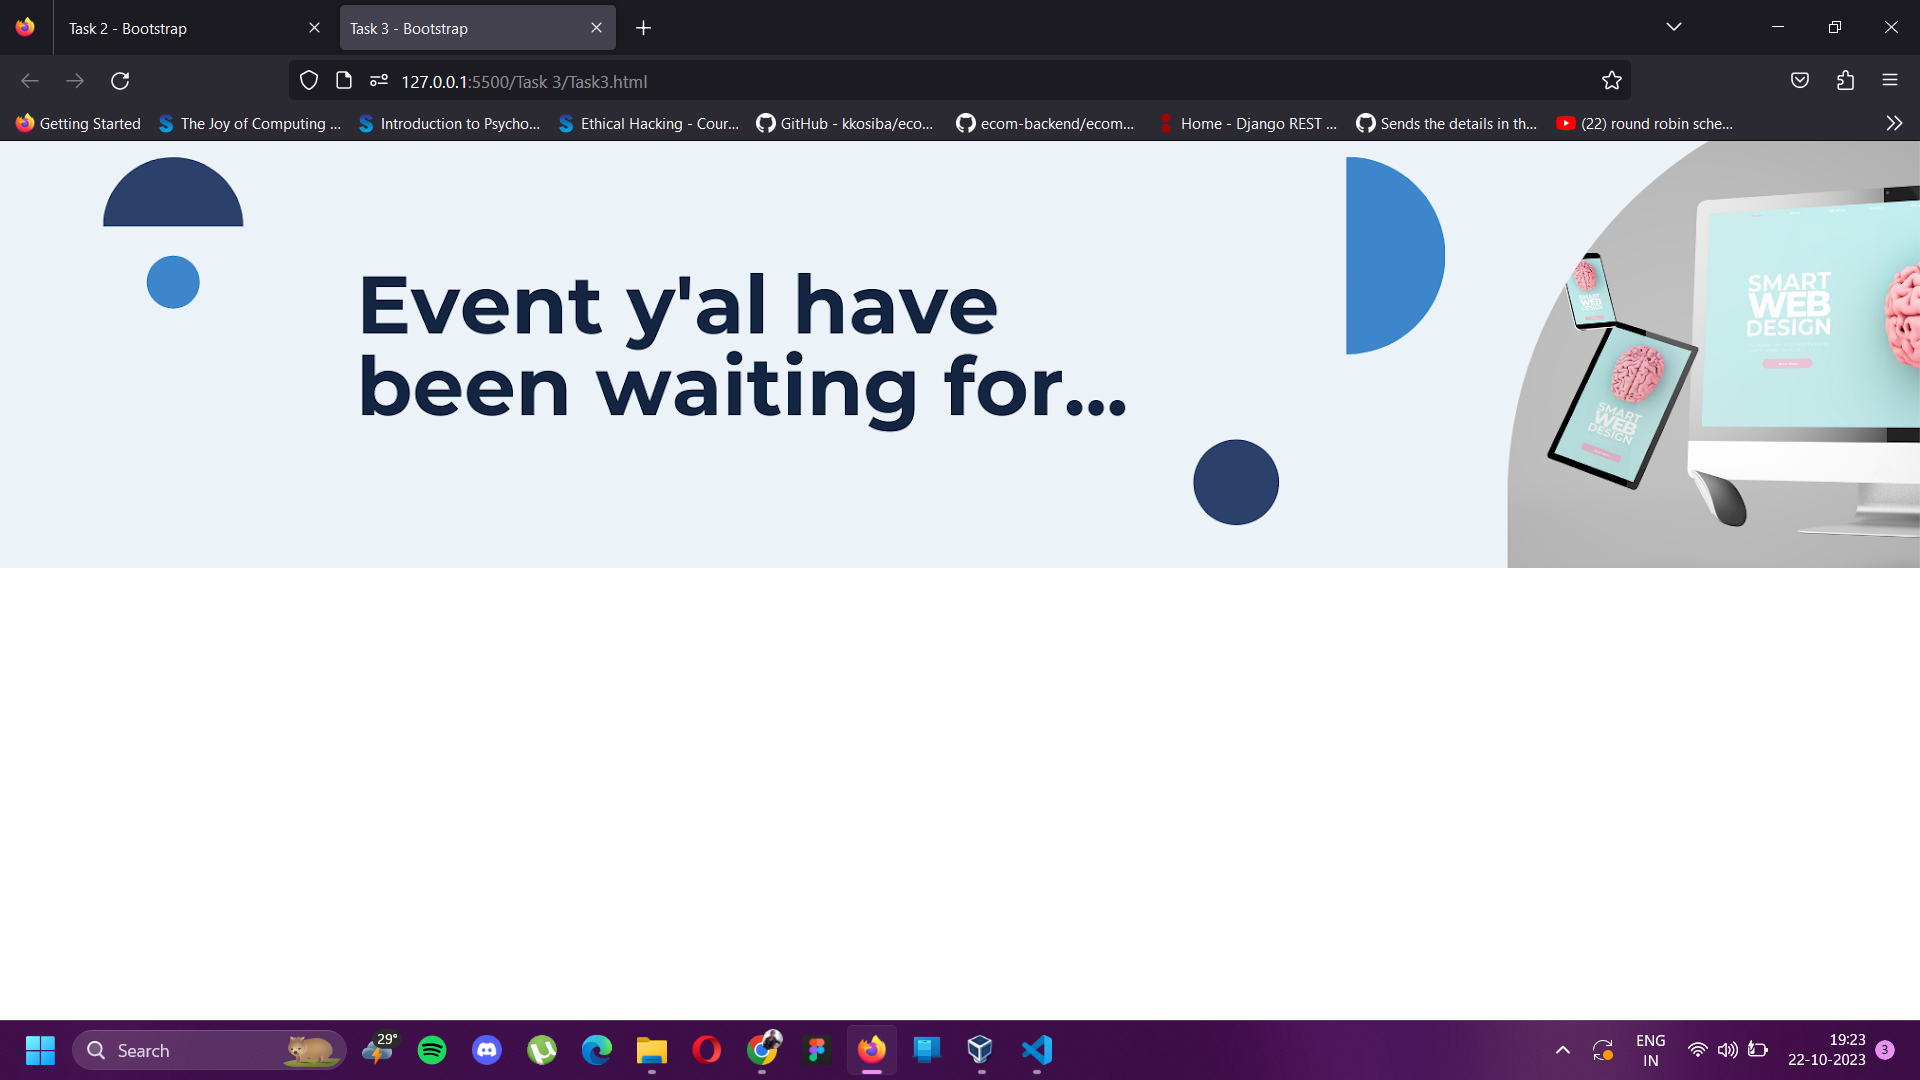 Task 2 - Bootstrap
Task 3 - Bootstrap
127.0.0.1:5500/Task 3/Task3.html
Getting Started
The Joy of Computing ...
Introduction to Psycho...
Ethical Hacking - Cour...
GitHub - kkosiba/eco...
ecom-backend/ecom...
Home - Django REST ...
Sends the details in th...
(22) round robin sche...
Event y'al have
been waiting for...
SMART
WEB
DESIGN
SMART
WEB
DESIGN
Search
29°
ENG
IN
19:23
22-10-2023
3